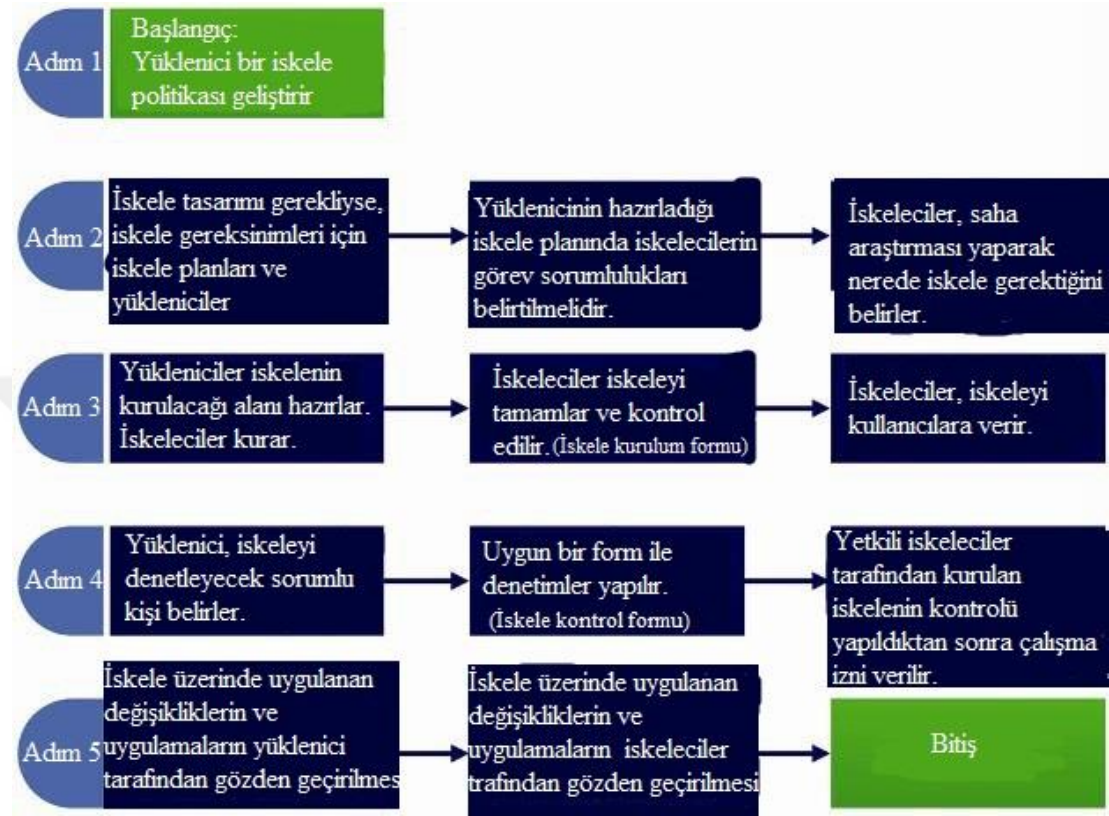 Adım 1
Başlangıç:
Yüklenici bir iskele
politikası geliştirir
Adım 2
İskele tasarımı gerekliyse,
iskele gereksinimleri için
iskele planları ve
yükleniciler
Yüklenicinin hazırladığı
iskele planında iskelecilerin
görev sorumlulukları
belirtilmelidir.
İskeleciler, saha
araştırması yaparak
nerede iskele gerektiğini
belirler.
Adım 3
Yükleniciler iskelenin
kurulacağı alanı hazırlar.
İskeleciler kurar.
İskeleciler iskeleyi
tamamlar ve kontrol
edilir.(İskele kurulum formu)
İskeleciler, iskeleyi
kullanıcılara verir.
Adım 4
Yüklenici, iskeleyi
denetleyecek sorumlu
kişi belirler.
Uygun bir form ile
denetimler yapılır.
(İskele kontrol formu)
Yetkili iskeleciler
tarafından kurulan
iskelenin kontrolü
yapıldıktan sonra çalışma
izni verilir.
Adım 5
İskele üzerinde uygulanan
değişikliklerin ve
uygulamaların yüklenici
tarafından gözden geçirilmesi
İskele üzerinde uygulanan
değişikliklerin ve
uygulamaların iskeleciler
trafından gözden geçirilmesi
Bitiş